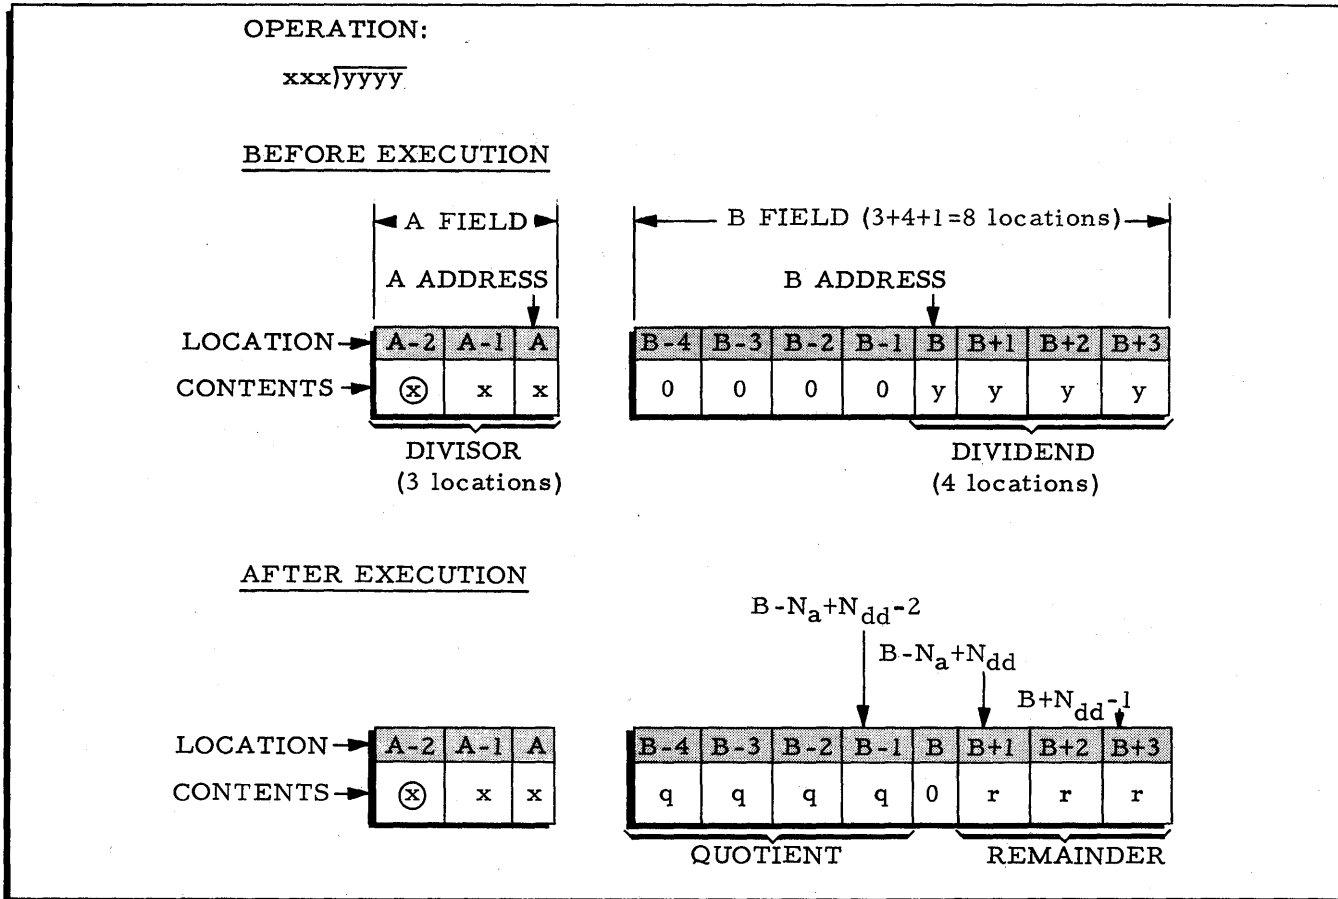 OPERATION:
xxx)yyyy
BEFORE EXECUTION
A FIELD B FIELD (3+4+1=8 locations)
A ADDRESS B ADDRESS
LOCATION A-2 A-1 A B-4 B-3 B-2 B-1 B B+1 B+2 B+3
CONTENTS ⓧ x x 0 0 0 0 y y y y
DIVISOR DIVIDEND
(3 locations) (4 locations)
AFTER EXECUTION
B-Na+Ndd-2
B-Na+Ndd
B+Ndd-1
LOCATION A-2 A-1 A B-4 B-3 B-2 B-1 B B+1 B+2 B+3
CONTENTS ⓧ x x q q q q 0 r r r
QUOTIENT REMAINDER